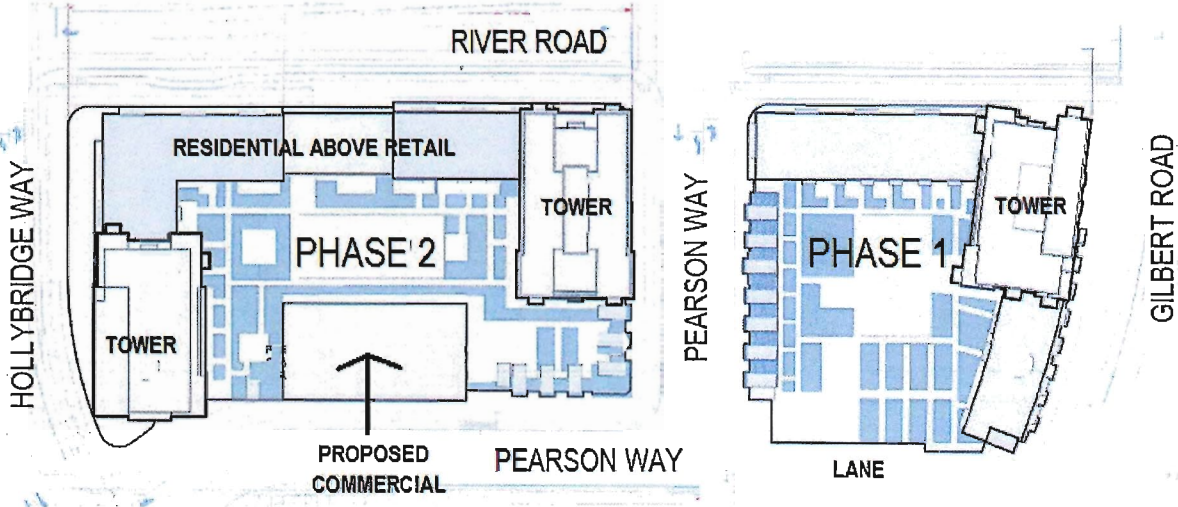 RIVER ROAD
RESIDENTIAL ABOVE RETAIL
TOWER
PHASE 2
TOWER
HOLLYBRIDGE WAY
PROPOSED
COMMERCIAL
PEARSON WAY
PEARSON WAY
TOWER
PHASE 1
GILBERT ROAD
LANE